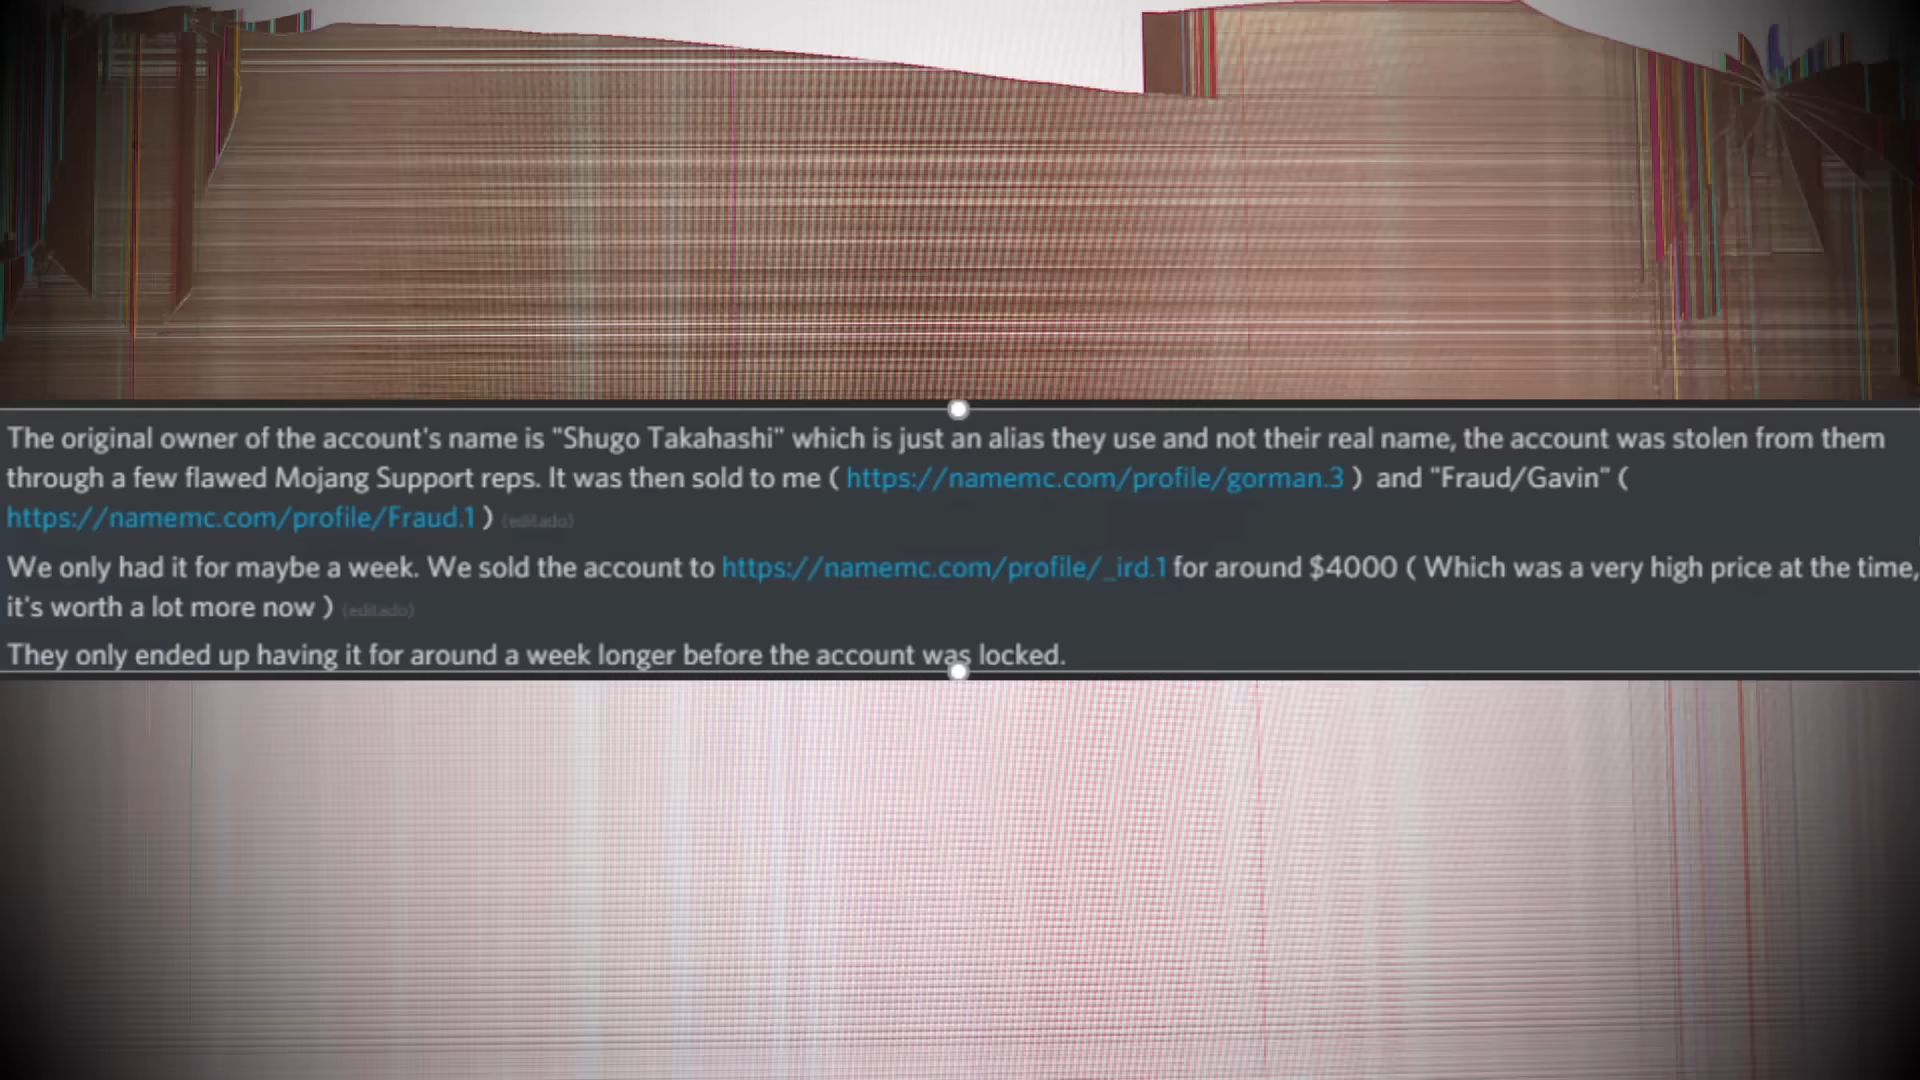 The original owner of the account's name is "Shugo Takahashi" which is just an alias they use and not their real name, the account was stolen from them
through a few flawed Mojang Support reps. It was then sold to me ( https://namemc.com/profile/gorman.3 ) and "Fraud/Gavin" (
https://namemc.com/profile/Fraud.1 ) (editado)
We only had it for maybe a week. We sold the account to https://namemc.com/profile/_ird.1 for around $4000 ( Which was a very high price at the time,
it's worth a lot more now ) (editado)
They only ended up having it for around a week longer before the account was locked.